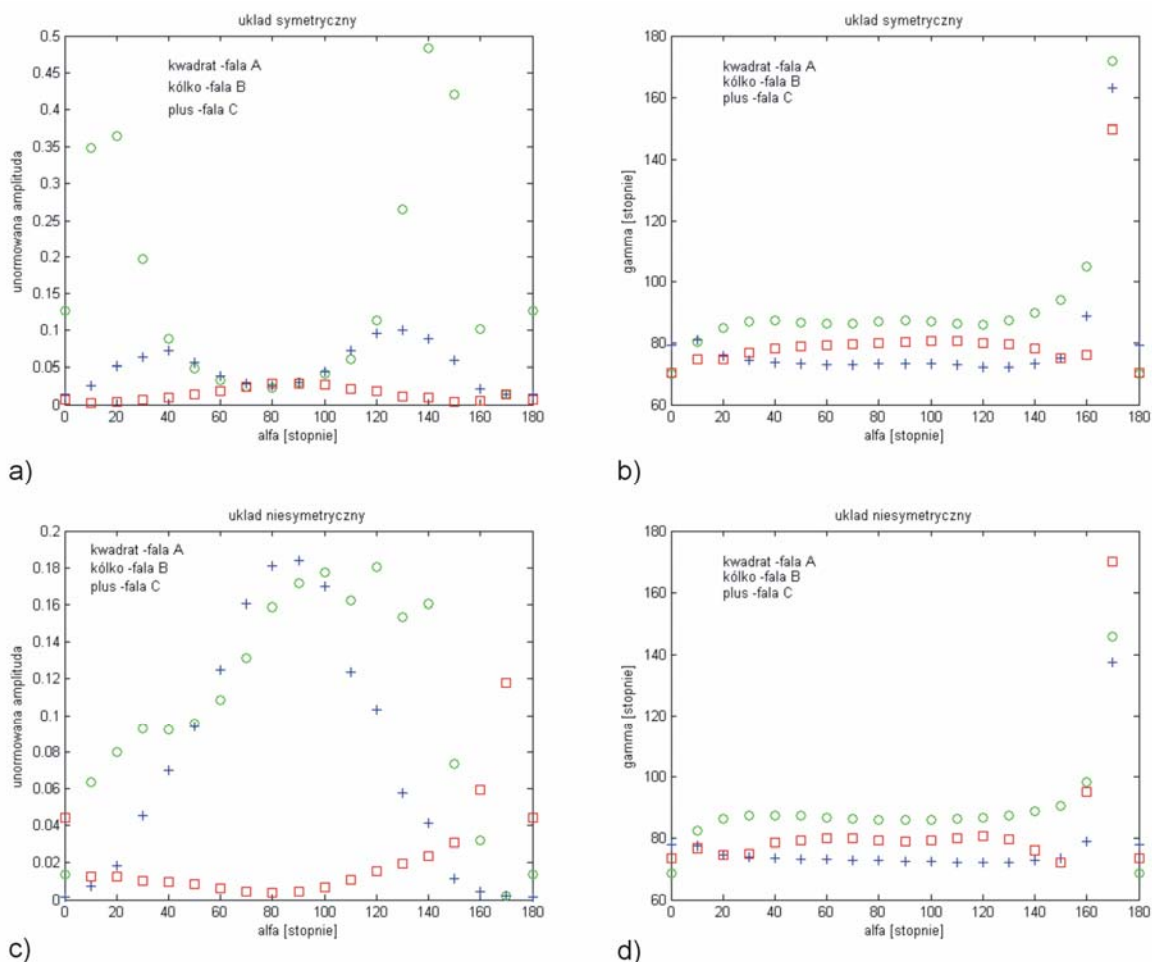 uklad symetryczny
0.5
0.45
0.4
0.35
0.3
0.25
0.2
0.15
0.1
0.05
0
unormowana amplituda
kwadrat -fala A
kólko -fala B
plus -fala C
0 20 40 60 80 100 120 140 160 180
alfa [stopnie]
a)
uklad symetryczny
180
160
140
120
100
80
60
gamma [stopnie]
kwadrat -fala A
kólko -fala B
plus -fala C
0 20 40 60 80 100 120 140 160 180
alfa [stopnie]
b)
uklad niesymetryczny
0.2
0.18
0.16
0.14
0.12
0.1
0.08
0.06
0.04
0.02
0
unormowana amplituda
kwadrat -fala A
kólko -fala B
plus -fala C
0 20 40 60 80 100 120 140 160 180
alfa [stopnie]
c)
uklad niesymetryczny
180
160
140
120
100
80
60
gamma [stopnie]
kwadrat -fala A
kólko -fala B
plus -fala C
0 20 40 60 80 100 120 140 160 180
alfa [stopnie]
d)